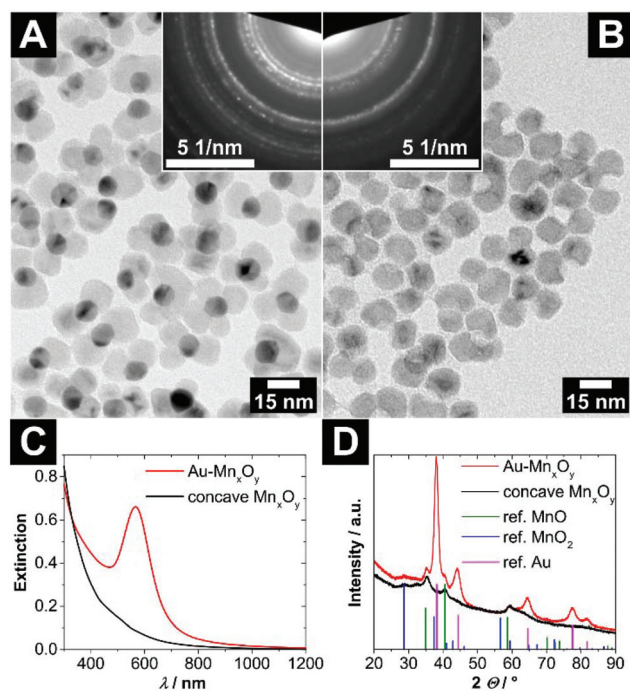 A
B
5 1/nm
5 1/nm
15 nm
15 nm
C
D
Extinction
0.8
0.6
0.4
0.2
0.0
Au-MnxOy
concave MnxOy
400 600 800 1000 1200
λ / nm
Intensity / a.u.
Au-MnxOy
concave MnxOy
ref. MnO
ref. MnO2
ref. Au
20 30 40 50 60 70 80 90
2 Θ / °